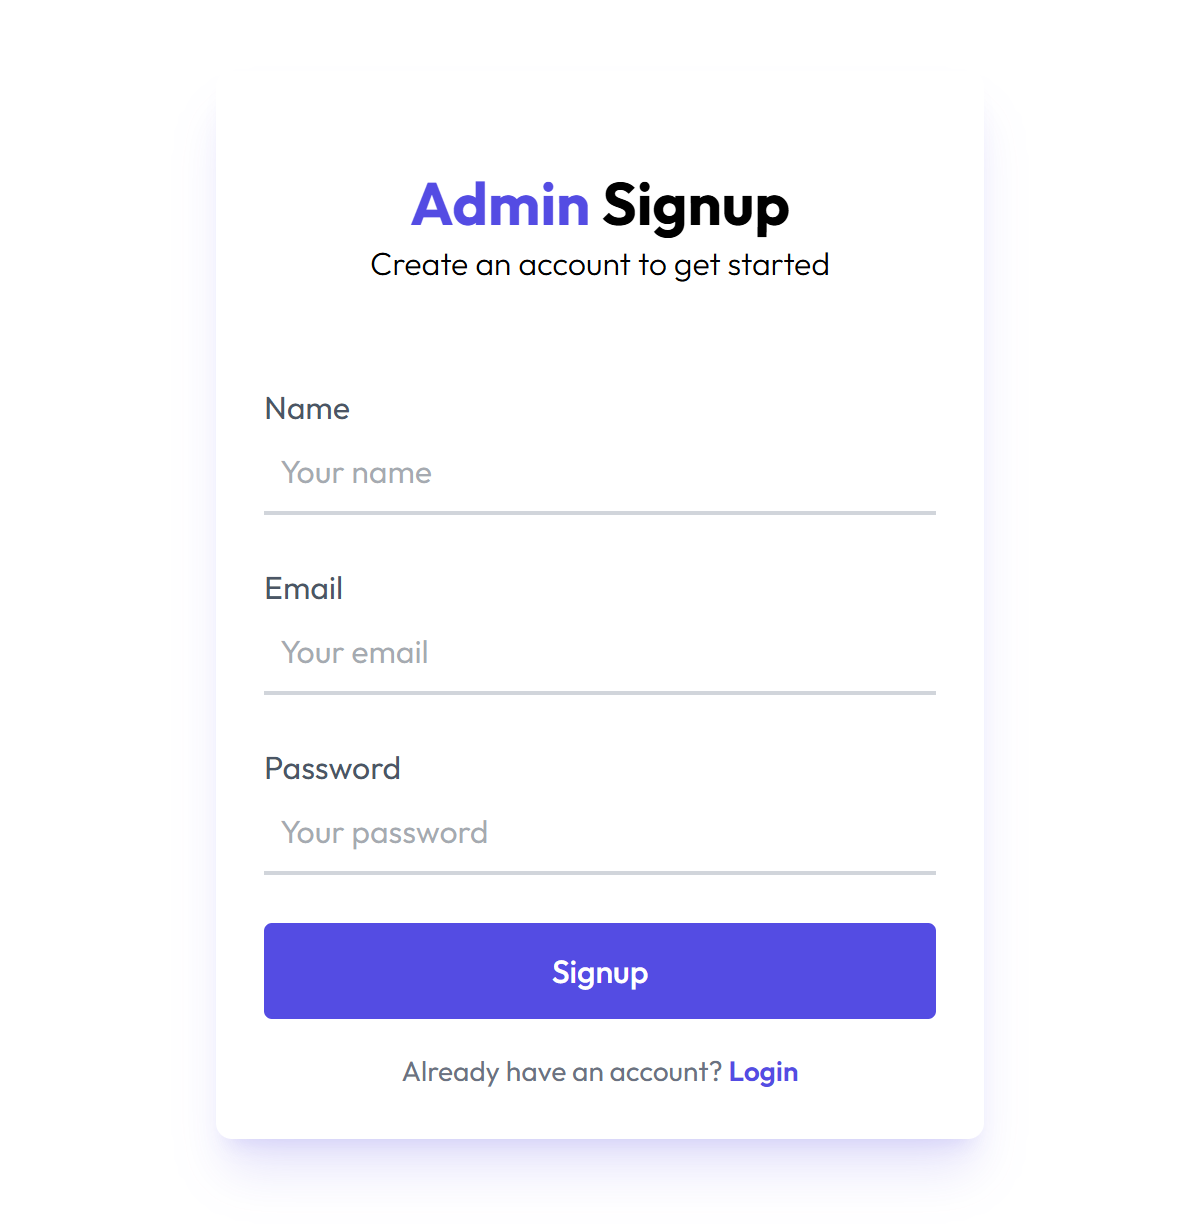 Admin Signup
Create an account to get started
Name
Your name
Email
Your email
Password
Your password
Signup
Already have an account? Login